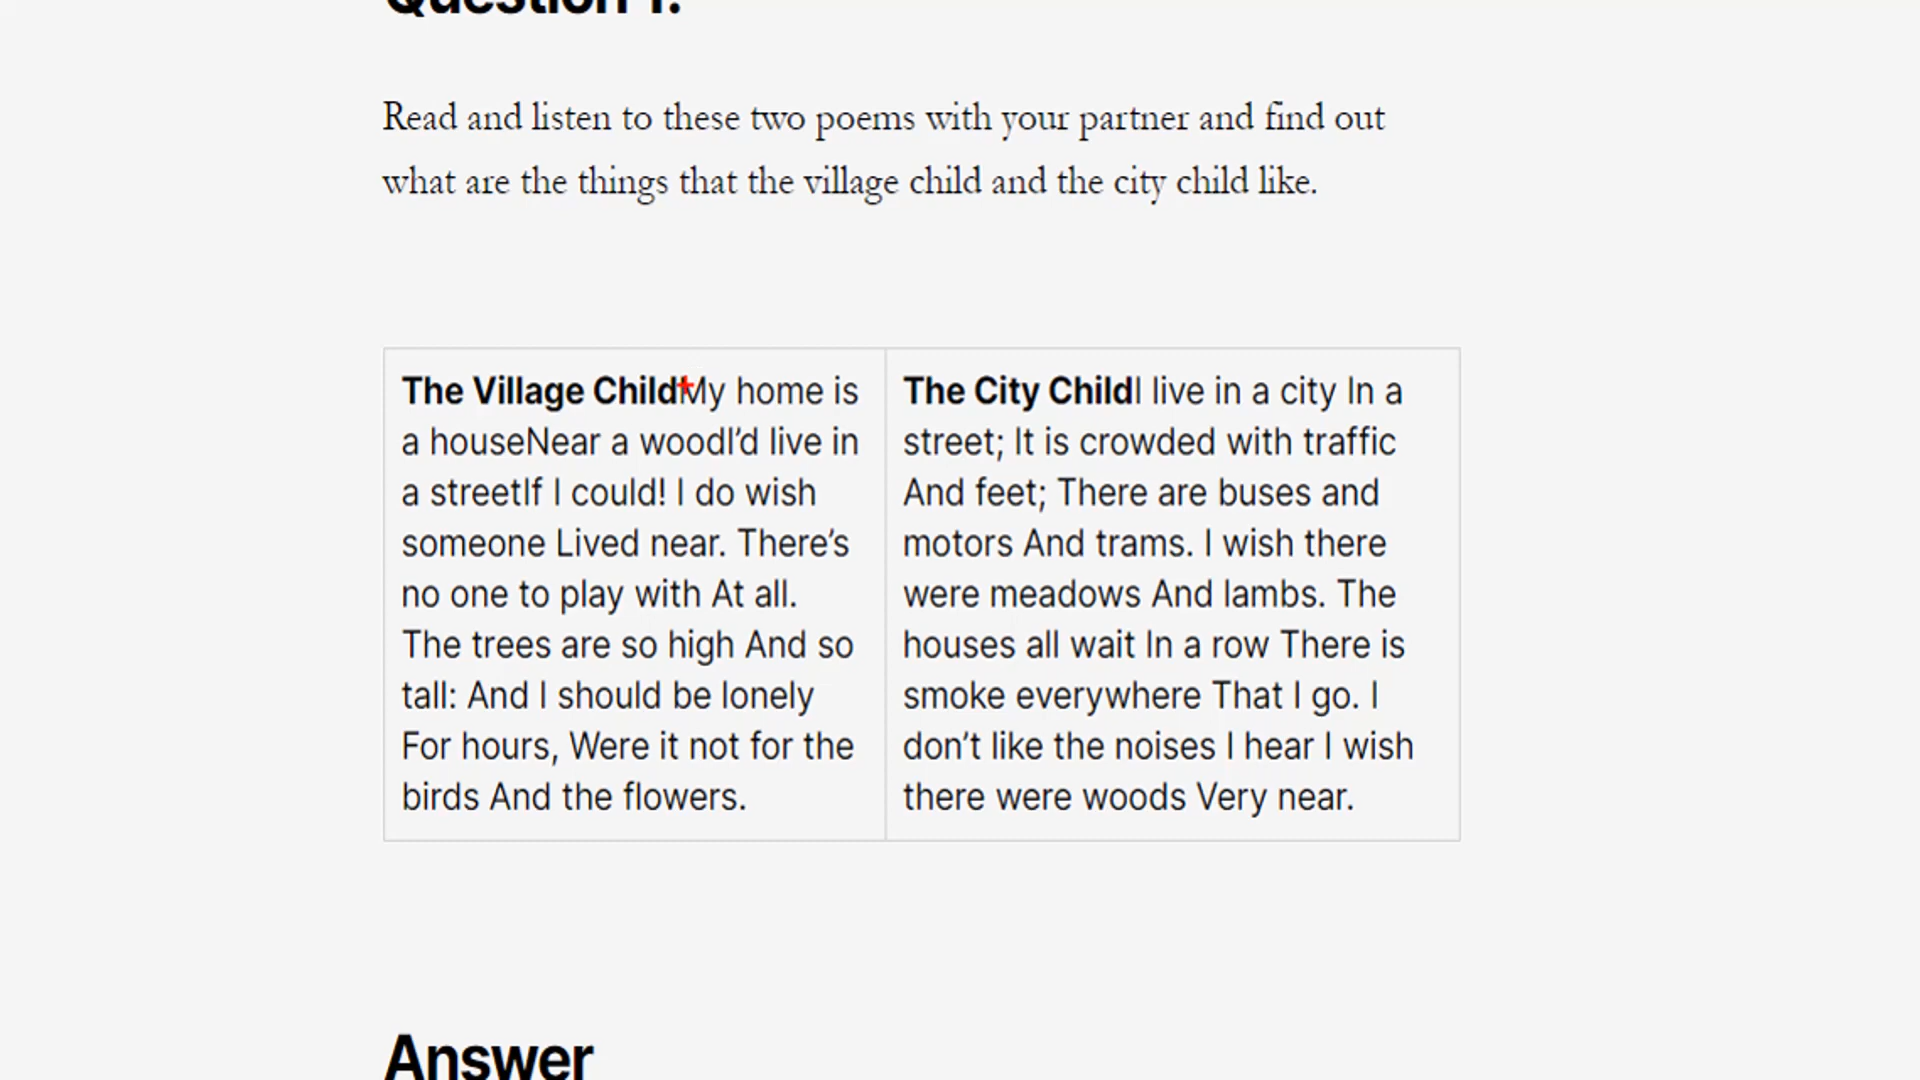 Question 1.
Read and listen to these two poems with your partner and find out
what are the things that the village child and the city child like.
The Village ChildMy home is
a houseNear a woodI’d live in
a streetIf I could! I do wish
someone Lived near. There’s
no one to play with At all.
The trees are so high And so
tall: And I should be lonely
For hours, Were it not for the
birds And the flowers.
The City ChildI live in a city In a
street; It is crowded with traffic
And feet; There are buses and
motors And trams. I wish there
were meadows And lambs. The
houses all wait In a row There is
smoke everywhere That I go. I
don’t like the noises I hear I wish
there were woods Very near.
Answer